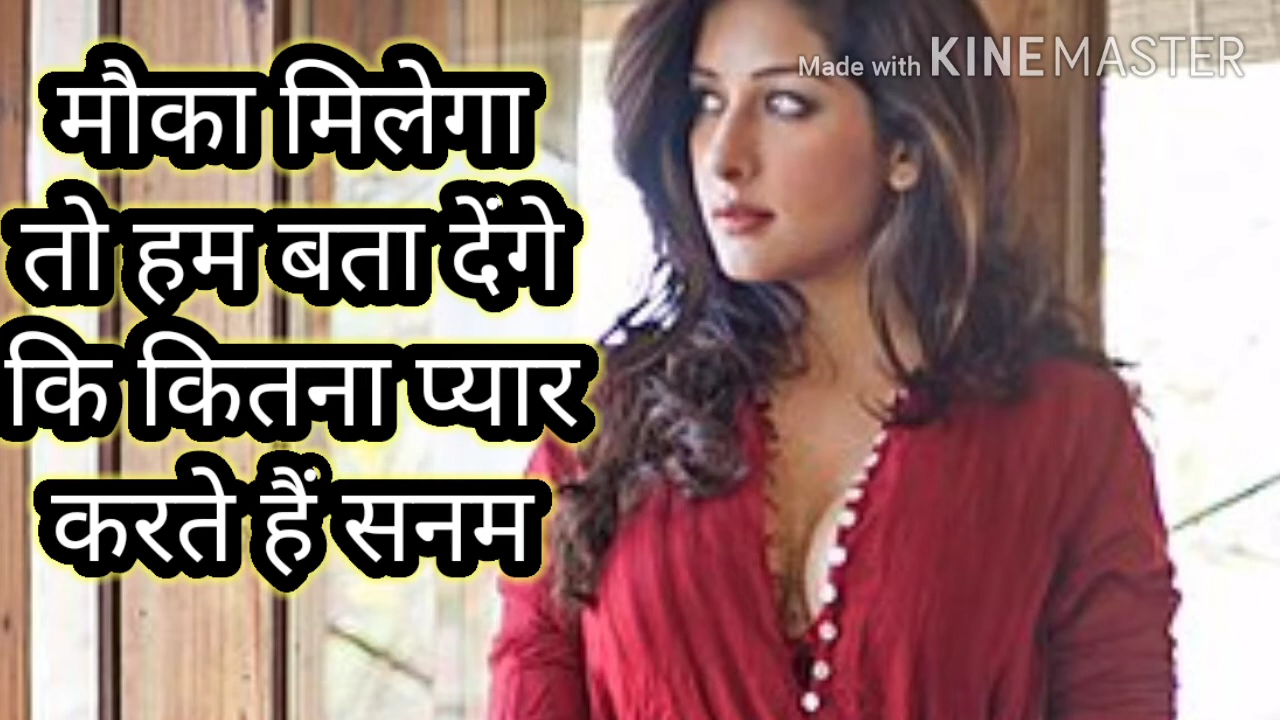 Made with KINEMASTER
मौका मिलेगा
तो हम बता देंगे
कि कितना प्यार
करते हैं सनम